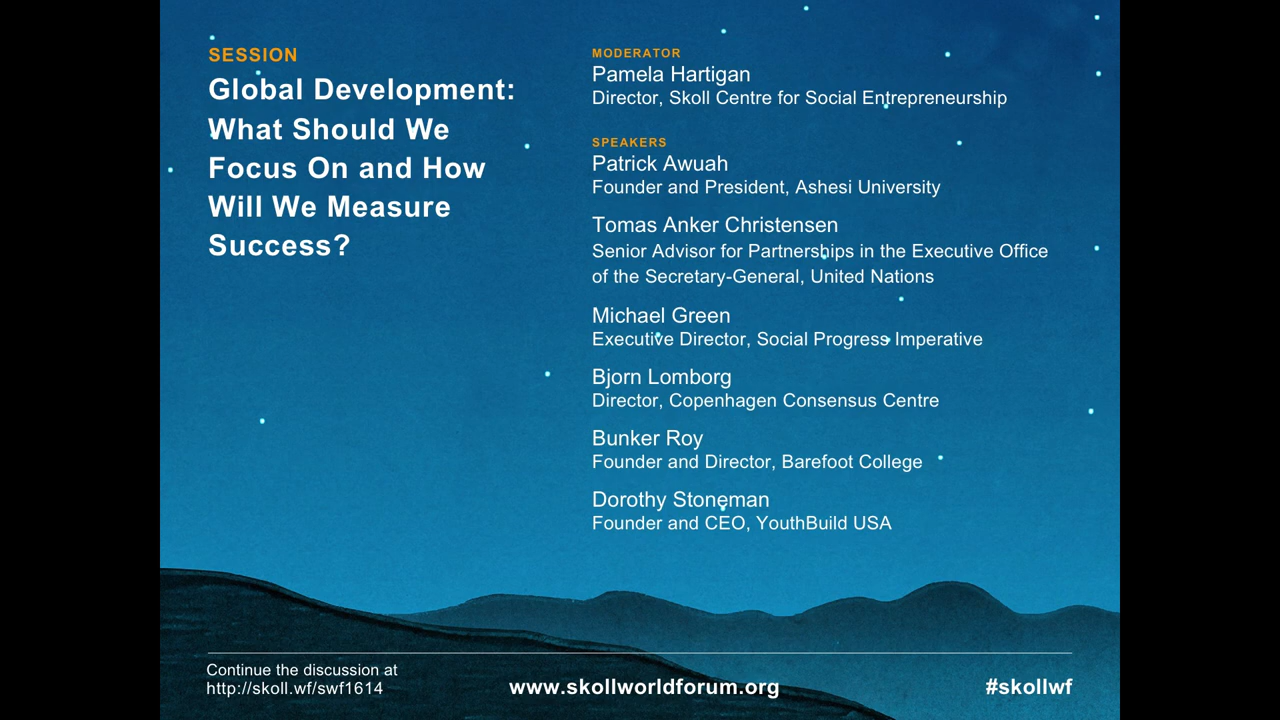 SESSION
Global Development:
What Should We
Focus On and How
Will We Measure
Success?
MODERATOR
Pamela Hartigan
Director, Skoll Centre for Social Entrepreneurship
SPEAKERS
Patrick Awuah
Founder and President, Ashesi University
Tomas Anker Christensen
Senior Advisor for Partnerships in the Executive Office
of the Secretary-General, United Nations
Michael Green
Executive Director, Social Progress Imperative
Bjorn Lomborg
Director, Copenhagen Consensus Centre
Bunker Roy
Founder and Director, Barefoot College
Dorothy Stoneman
Founder and CEO, YouthBuild USA
Continue the discussion at
http://skoll.wf/swf1614
www.skollworldforum.org
#skollwf